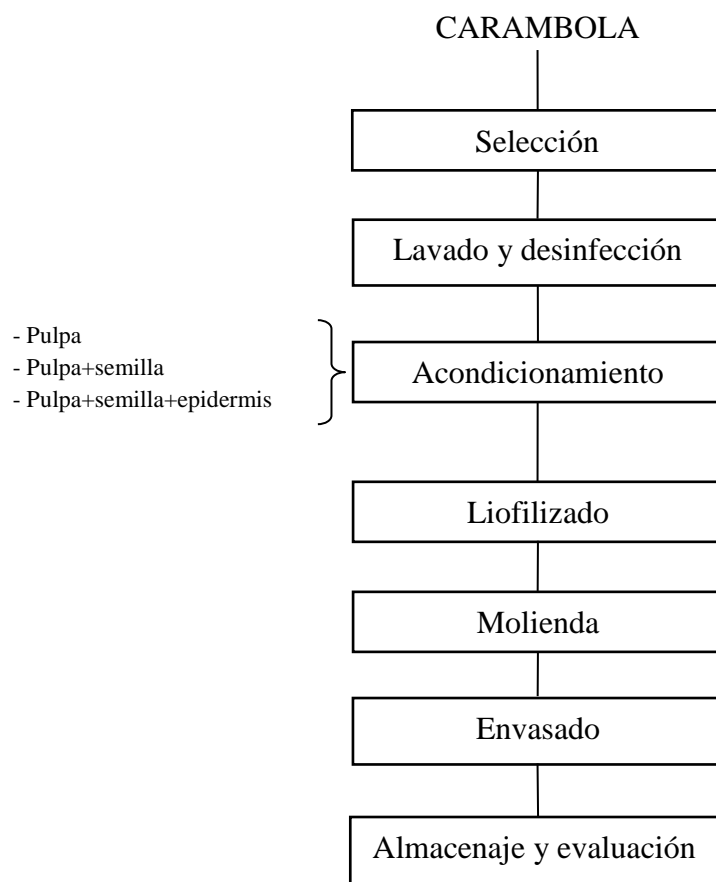 CARAMBOLA
Selección
Lavado y desinfección
- Pulpa
- Pulpa+semilla
- Pulpa+semilla+epidermis
Acondicionamiento
Liofilizado
Molienda
Envasado
Almacenaje y evaluación